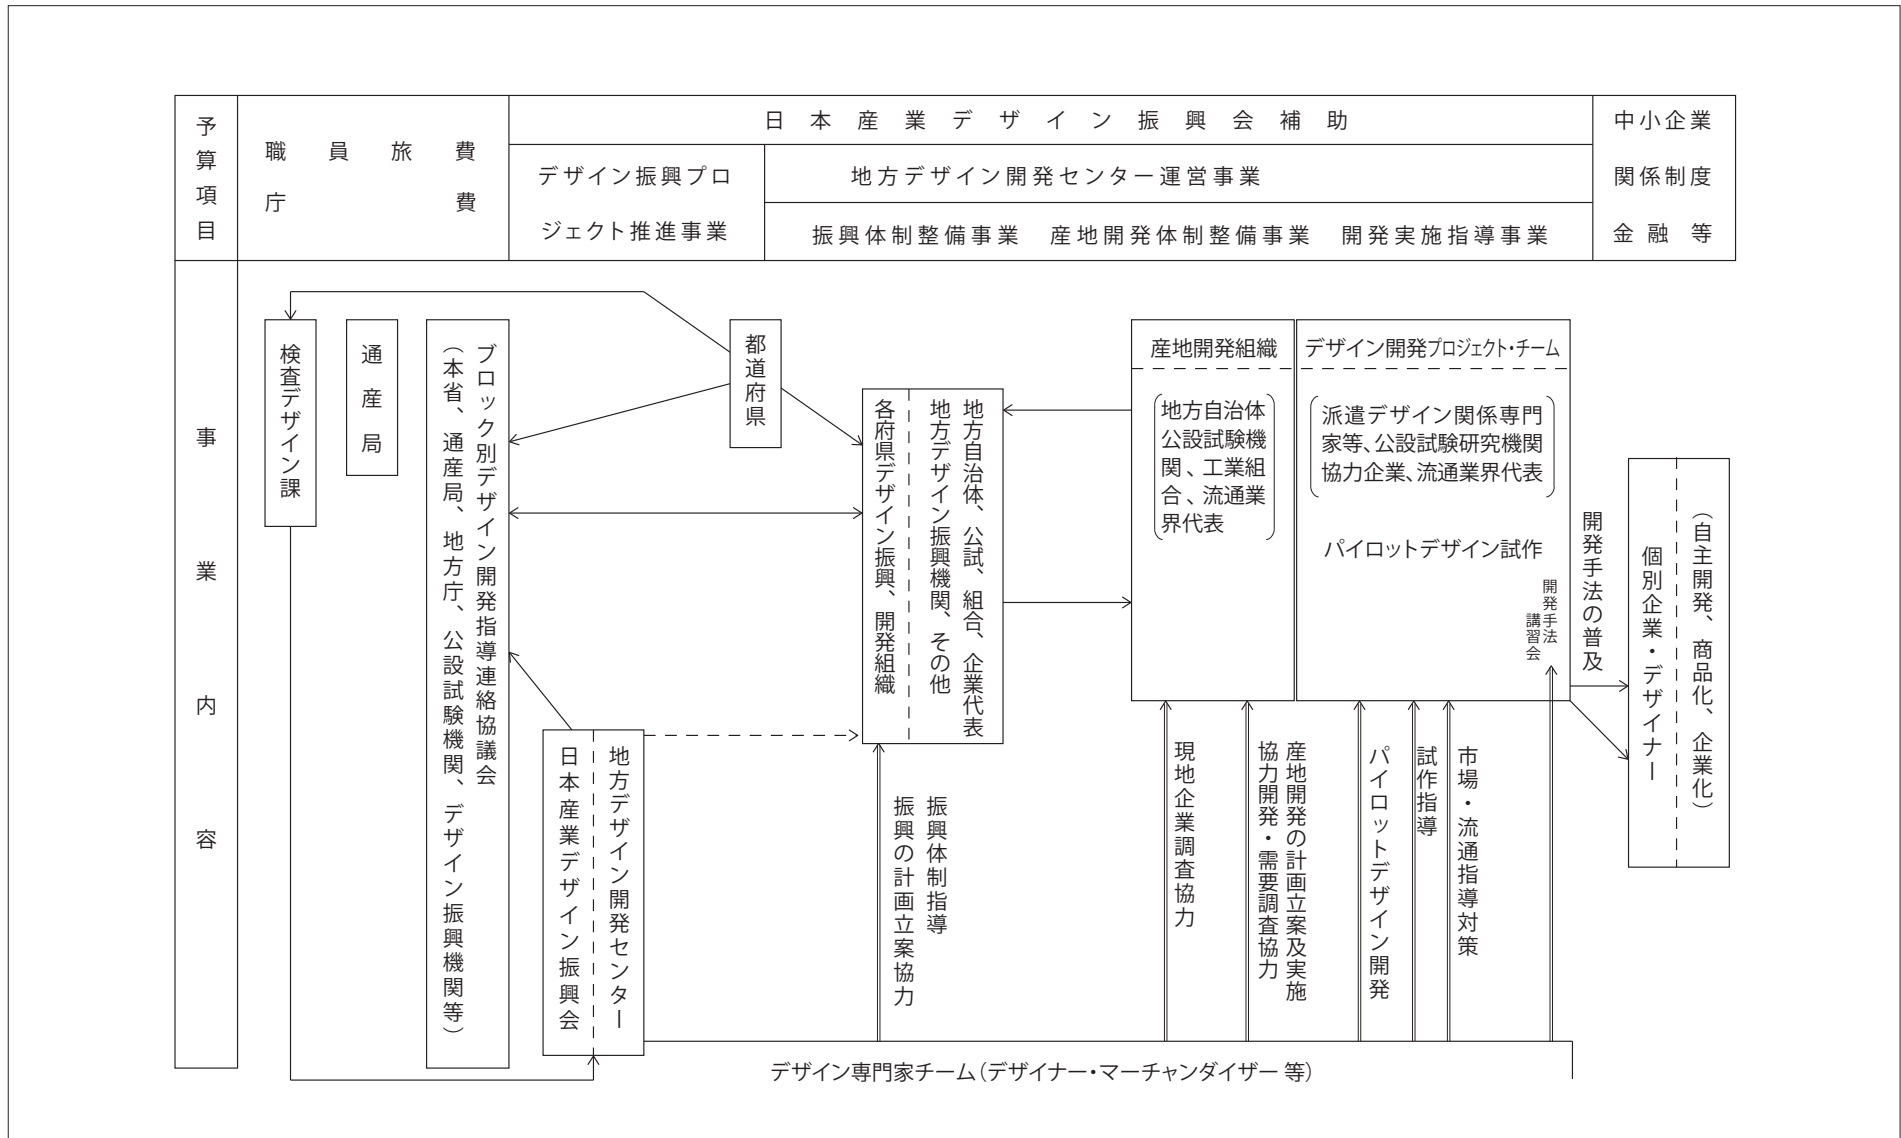 予算項目
職員旅費
庁費
日本産業デザイン振興会補助
デザイン振興プロ
ジェクト推進事業
地方デザイン開発センター運営事業
振興体制整備事業 産地開発体制整備事業 開発実施指導事業
中小企業
関係制度
金融等
事業内容
検査デザイン課
通産局
ブロック別デザイン開発指導連絡協議会
（本省、通産局、地方庁、公設試験機関、デザイン振興機関等）
都道府県
地方デザイン開発センター
日本産業デザイン振興会
地方自治体、公試、組合、企業代表
地方デザイン振興機関、その他
各府県デザイン振興、開発組織
振興体制指導
振興の計画立案協力
産地開発組織
地方自治体
公設試験機
関、工業組
合、流通業
界代表
デザイン開発プロジェクト・チーム
派遣デザイン関係専門
家等、公設試験研究機関
協力企業、流通業界代表
パイロットデザイン試作
開発手法
講習会
開発手法の普及
（自主開発、商品化、企業化）
個別企業・デザイナー
現地企業調査協力
産地開発の計画立案及実施
協力開発・需要調査協力
パイロットデザイン開発
試作指導
市場・流通指導対策
デザイン専門家チーム（デザイナー・マーチャンダイザー 等）